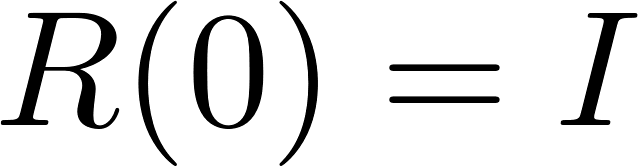 R(0) = I